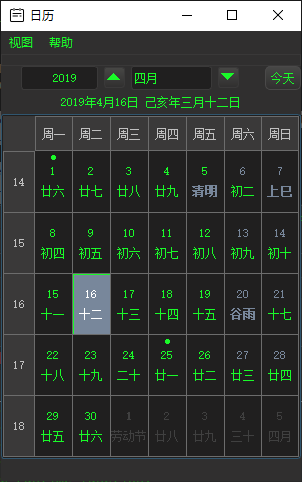 日历
视图 帮助
2019 四月 今天
2019年4月16日 己亥年三月十二日
周一 周二 周三 周四 周五 周六 周日
14 1 2 3 4 5 6 7
廿六 廿七 廿八 廿九 清明 初二 上巳
15 8 9 10 11 12 13 14
初四 初五 初六 初七 初八 初九 初十
16 15 16 17 18 19 20 21
十一 十二 十三 十四 十五 谷雨 十七
17 22 23 24 25 26 27 28
十八 十九 二十 廿一 廿二 廿三 廿四
18 29 30 1 2 3 4 5
廿五 廿六 劳动节 廿八 廿九 三十 四月